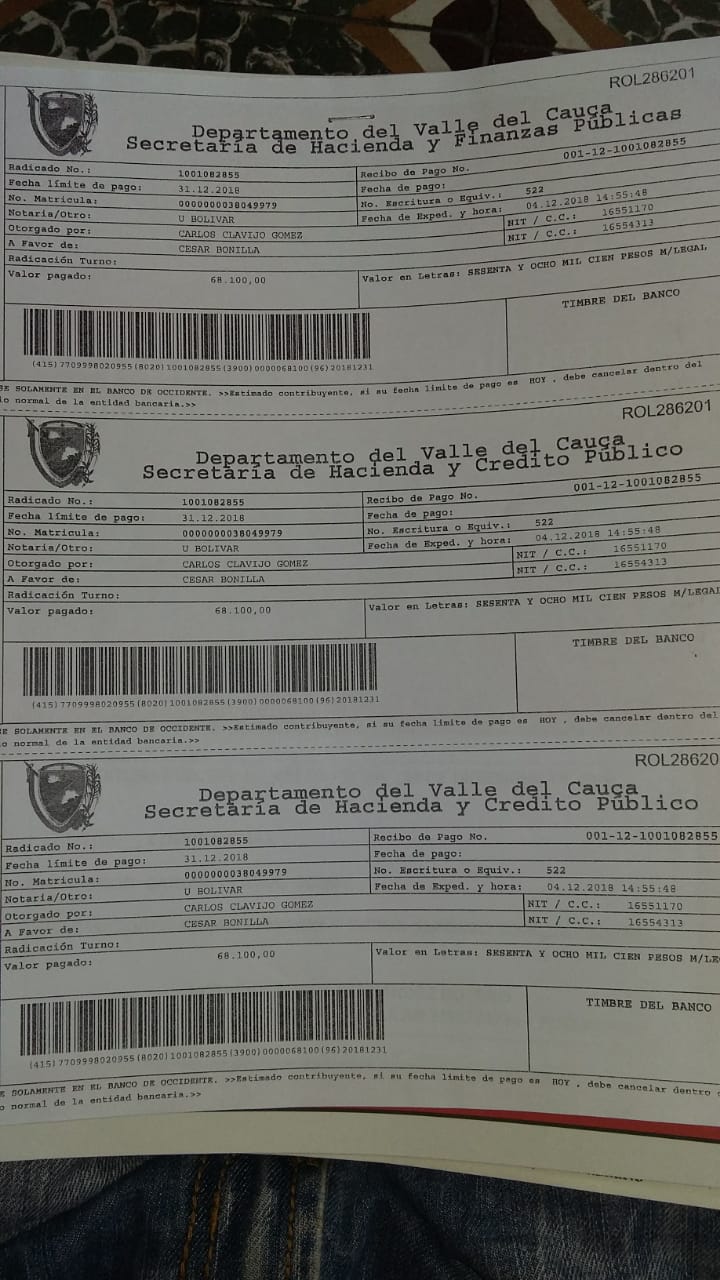 ROL286201
Departamento del Valle del Cauca
Secretaría de Hacienda y Finanzas Públicas
Radicado No.: 1001082855 Recibo de Pago No. 001-12-1001082855
Fecha límite de pago: 31.12.2018 Fecha de pago:
No. Matricula: 0000000038049979 No. Escritura o Equiv.: 522
Notaria/Otro: U BOLIVAR Fecha de Exped. y hora: 04.12.2018 14:55:48
Otorgado por: CARLOS CLAVIJO GOMEZ NIT / C.C.: 16551170
A Favor de: CESAR BONILLA NIT / C.C.: 16554313
Radicación Turno:
Valor pagado: 68.100,00 Valor en Letras: SESENTA Y OCHO MIL CIEN PESOS M/LEGAL
TIMBRE DEL BANCO
(415)7709998020955(8020)1001082855(3900)0000068100(96)20181231
SE SOLAMENTE EN EL BANCO DE OCCIDENTE. >>Estimado contribuyente, si su fecha límite de pago es HOY , debe cancelar dentro del
io normal de la entidad bancaria.>>
ROL286201
Departamento del Valle del Cauca
Secretaría de Hacienda y Credito Público
Radicado No.: 1001082855 Recibo de Pago No. 001-12-1001082855
Fecha límite de pago: 31.12.2018 Fecha de pago:
No. Matricula: 0000000038049979 No. Escritura o Equiv.: 522
Notaria/Otro: U BOLIVAR Fecha de Exped. y hora: 04.12.2018 14:55:48
Otorgado por: CARLOS CLAVIJO GOMEZ NIT / C.C.: 16551170
A Favor de: CESAR BONILLA NIT / C.C.: 16554313
Radicación Turno:
Valor pagado: 68.100,00 Valor en Letras: SESENTA Y OCHO MIL CIEN PESOS M/LEGAL
TIMBRE DEL BANCO
(415)7709998020955(8020)1001082855(3900)0000068100(96)20181231
SE SOLAMENTE EN EL BANCO DE OCCIDENTE. >>Estimado contribuyente, si su fecha límite de pago es HOY , debe cancelar dentro del
io normal de la entidad bancaria.>>
ROL28620
Departamento del Valle del Cauca
Secretaría de Hacienda y Credito Público
Radicado No.: 1001082855 Recibo de Pago No. 001-12-1001082855
Fecha límite de pago: 31.12.2018 Fecha de pago:
No. Matricula: 0000000038049979 No. Escritura o Equiv.: 522
Notaria/Otro: U BOLIVAR Fecha de Exped. y hora: 04.12.2018 14:55:48
Otorgado por: CARLOS CLAVIJO GOMEZ NIT / C.C.: 16551170
A Favor de: CESAR BONILLA NIT / C.C.: 16554313
Radicación Turno:
Valor pagado: 68.100,00 Valor en Letras: SESENTA Y OCHO MIL CIEN PESOS M/LE
TIMBRE DEL BANCO
(415)7709998020955(8020)1001082855(3900)0000068100(96)20181231
SE SOLAMENTE EN EL BANCO DE OCCIDENTE. >>Estimado contribuyente, si su fecha límite de pago es HOY , debe cancelar dentro
o normal de la entidad bancaria.>>